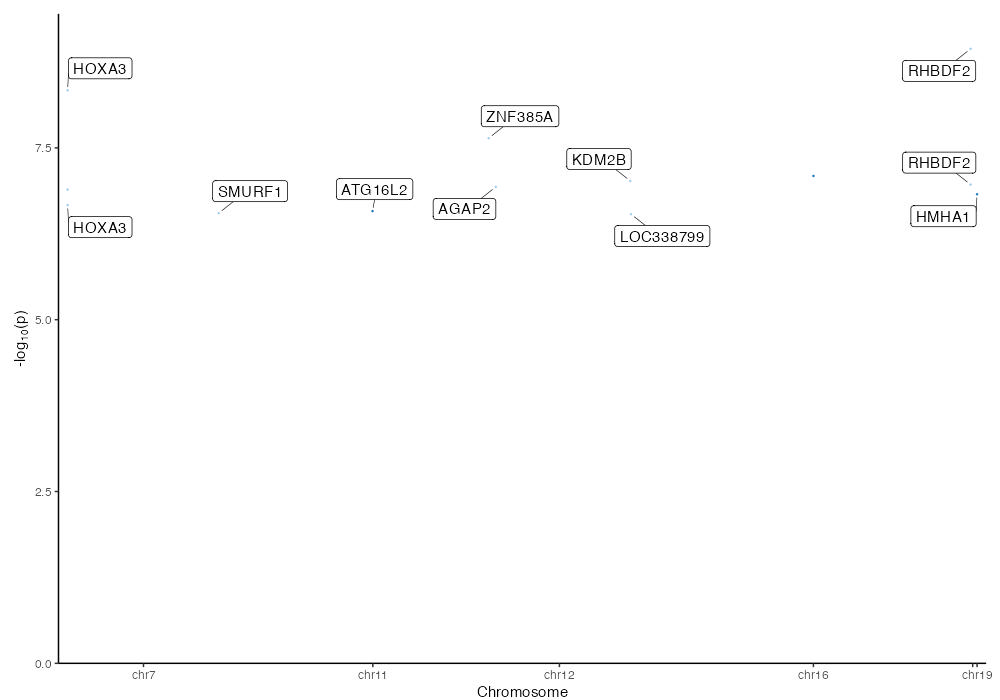 HOXA3
RHBDF2
ZNF385A
KDM2B
RHBDF2
SMURF1
ATG16L2
AGAP2
HMHA1
HOXA3
LOC338799
7.5
5.0
2.5
0.0
-log10(p)
chr7 chr11 chr12 chr16 chr19
Chromosome